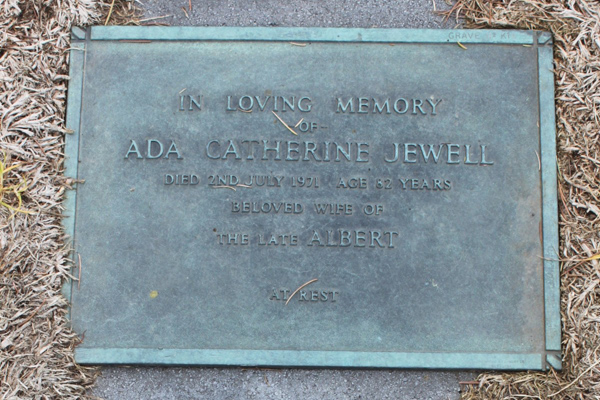 GRAVE
IN LOVING MEMORY
OF
ADA CATHERINE JEWELL
DIED 2ND JULY 1971 AGE 82 YEARS
BELOVED WIFE OF
THE LATE ALBERT
AT REST